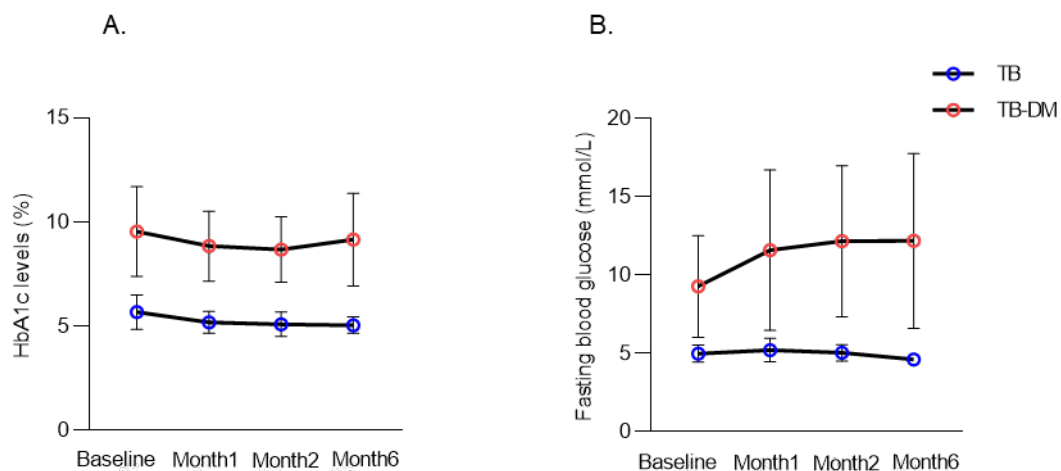 A.
HbA1c levels (%)
15
10
5
0
Baseline Month1 Month2 Month6
B.
TB
TB-DM
Fasting blood glucose (mmol/L)
20
15
10
5
0
Baseline Month1 Month2 Month6